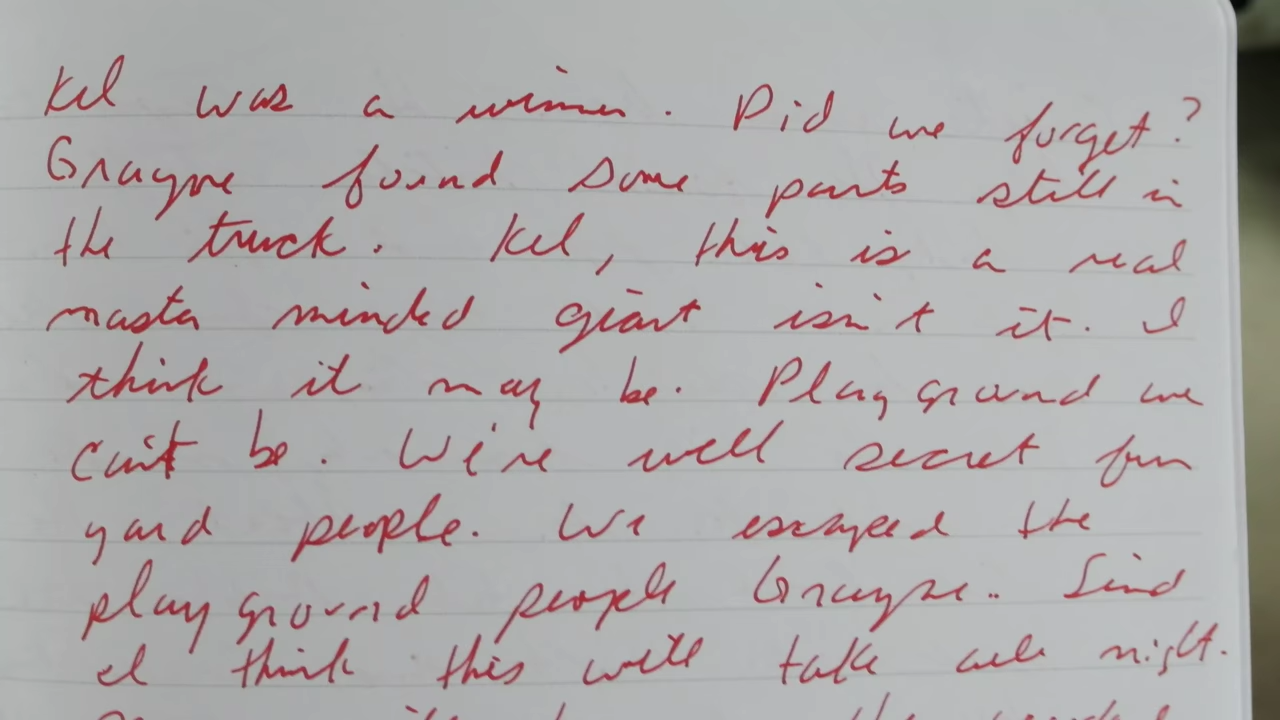 Kel was a winner. Did we forget?
Grayne found some parts still in
the truck. Kel, this is a real
master minded giant isn't it. I
think it may be. Playground we
can't be. We're well secret fun
yard people. We escaped the
playground people Grayne.. Sind
I think this will take all night.